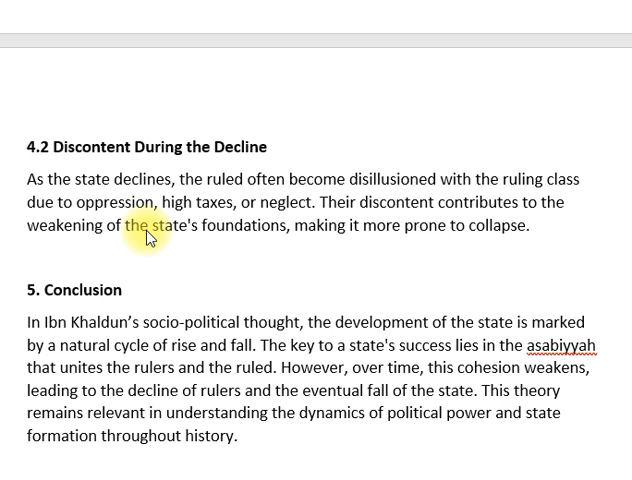 4.2 Discontent During the Decline
As the state declines, the ruled often become disillusioned with the ruling class
due to oppression, high taxes, or neglect. Their discontent contributes to the
weakening of the state's foundations, making it more prone to collapse.
5. Conclusion
In Ibn Khaldun’s socio-political thought, the development of the state is marked
by a natural cycle of rise and fall. The key to a state's success lies in the asabiyyah
that unites the rulers and the ruled. However, over time, this cohesion weakens,
leading to the decline of rulers and the eventual fall of the state. This theory
remains relevant in understanding the dynamics of political power and state
formation throughout history.